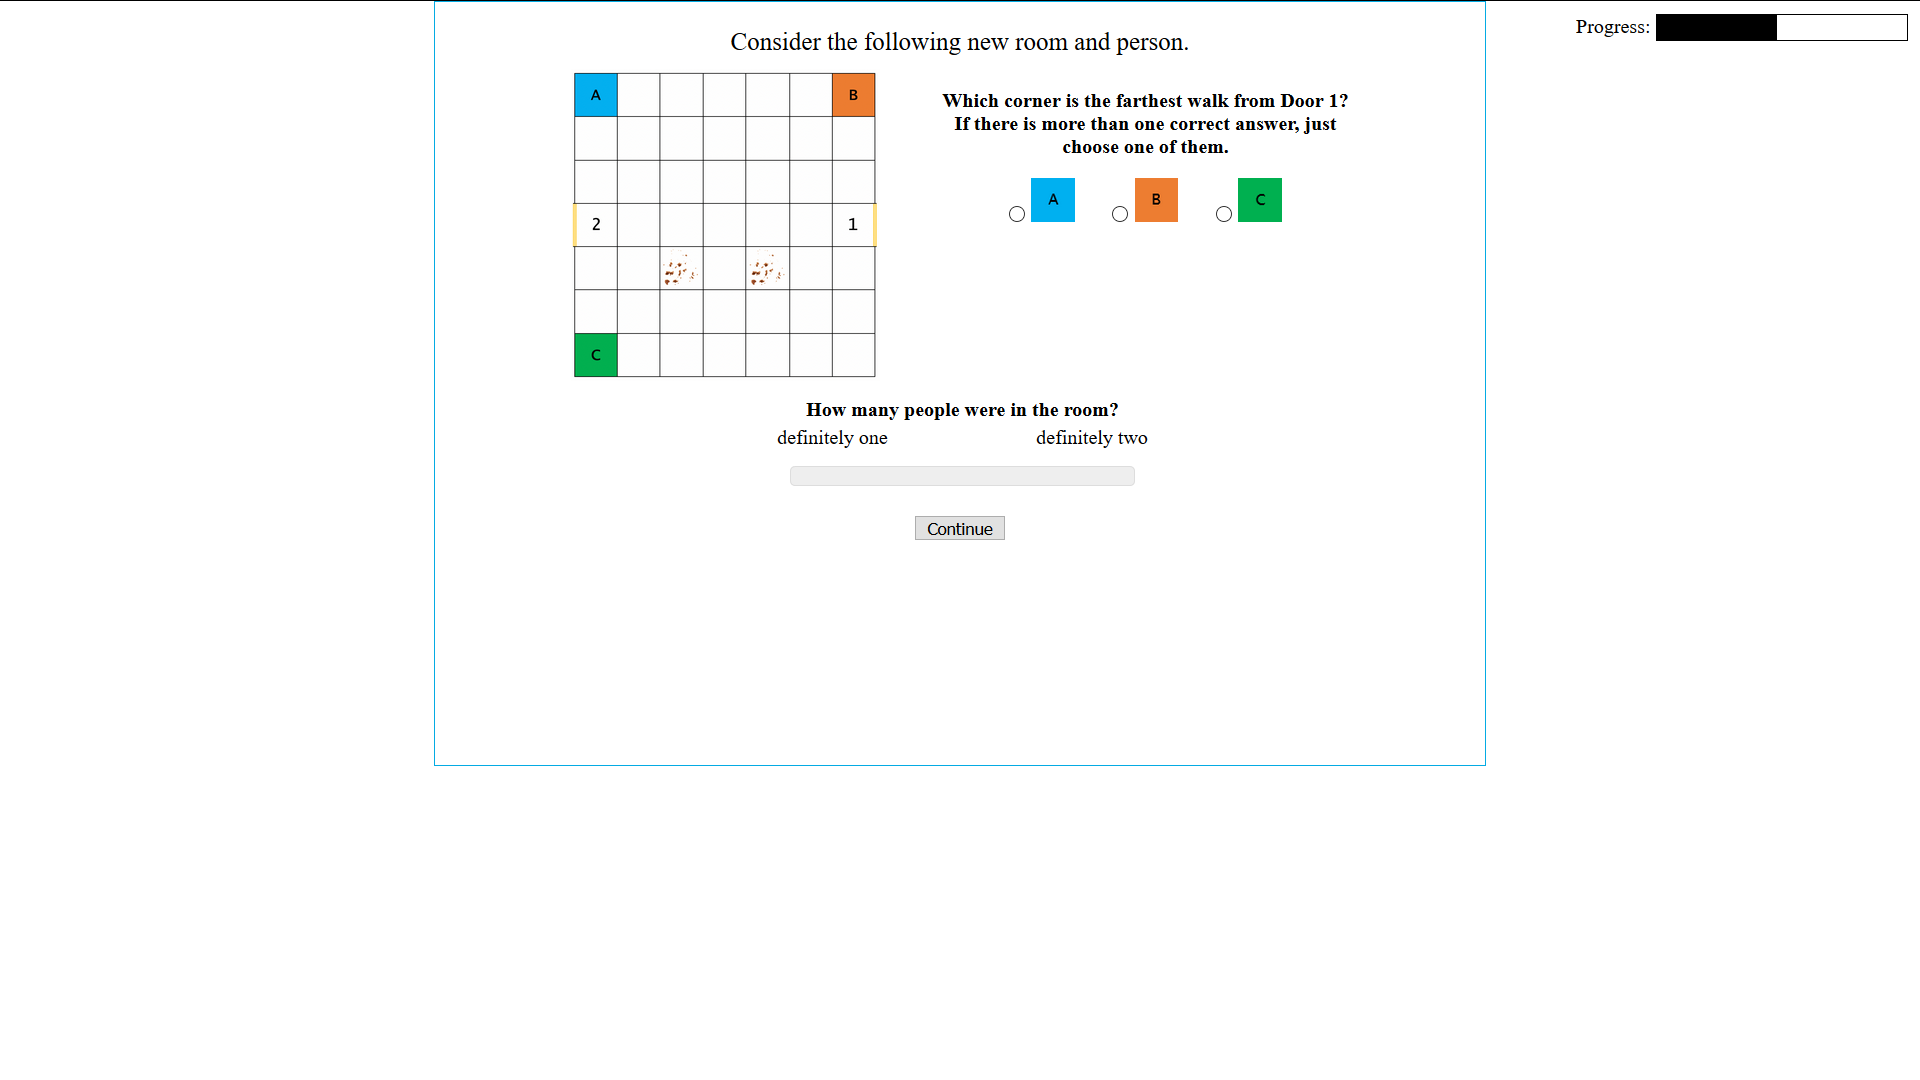 Progress:
Consider the following new room and person.
A
B
2
1
C
Which corner is the farthest walk from Door 1?
If there is more than one correct answer, just
choose one of them.
A B C
How many people were in the room?
definitely one definitely two
Continue